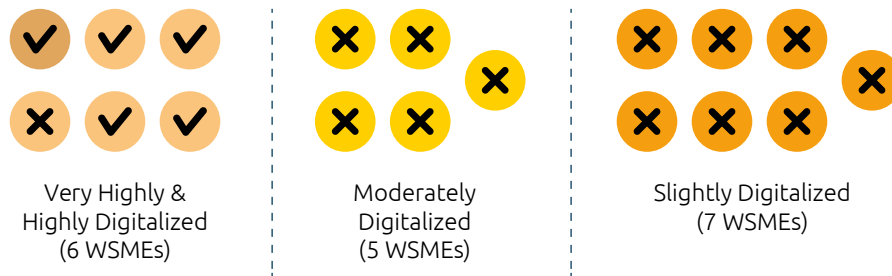 Very Highly &
Highly Digitalized
(6 WSMEs)
Moderately
Digitalized
(5 WSMEs)
Slightly Digitalized
(7 WSMEs)